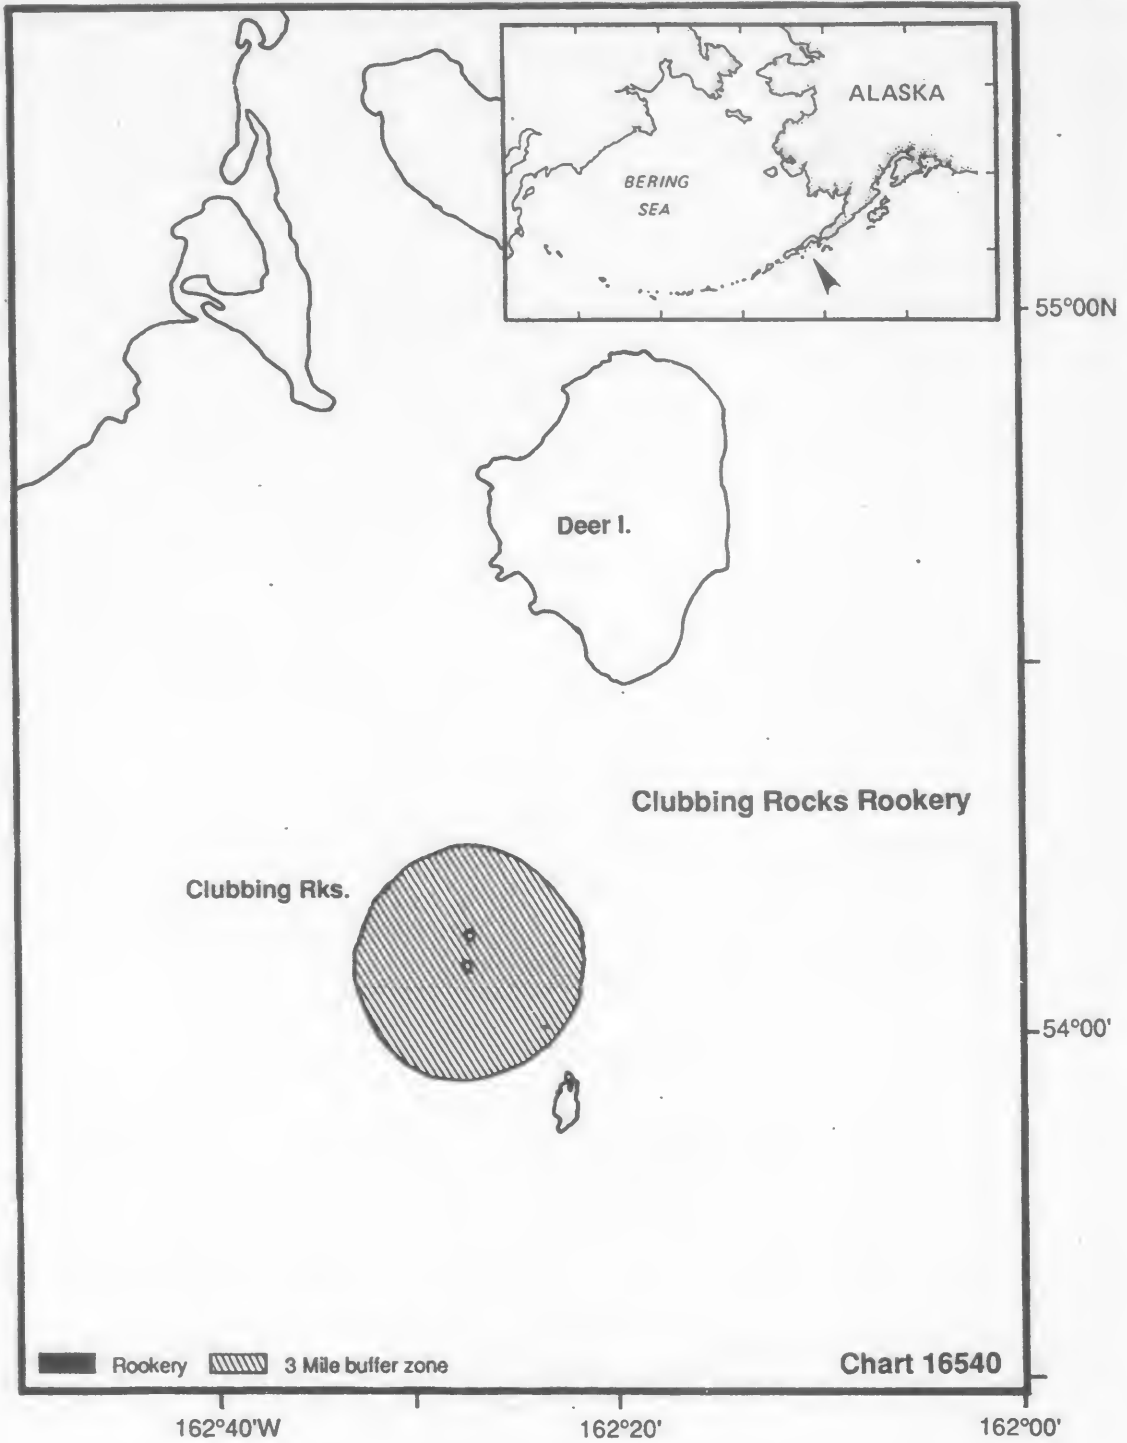 ALASKA
BERING
SEA
55°00N
Deer I.
Clubbing Rocks Rookery
Clubbing Rks.
54°00'
Rookery
3 Mile buffer zone
Chart 16540
162°40'W
162°20'
162°00'